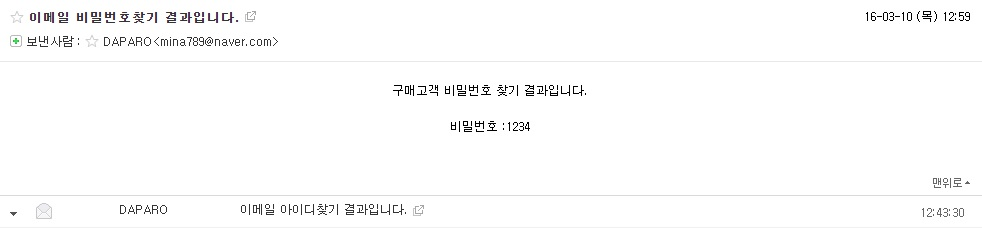 이메일 비밀번호찾기 결과입니다.
16-03-10 (목) 12:59
보낸사람 : DAPARO<mina789@naver.com>
구매고객 비밀번호 찾기 결과입니다.
비밀번호 :1234
맨위로
DAPARO 이메일 아이디찾기 결과입니다. 12:43:30